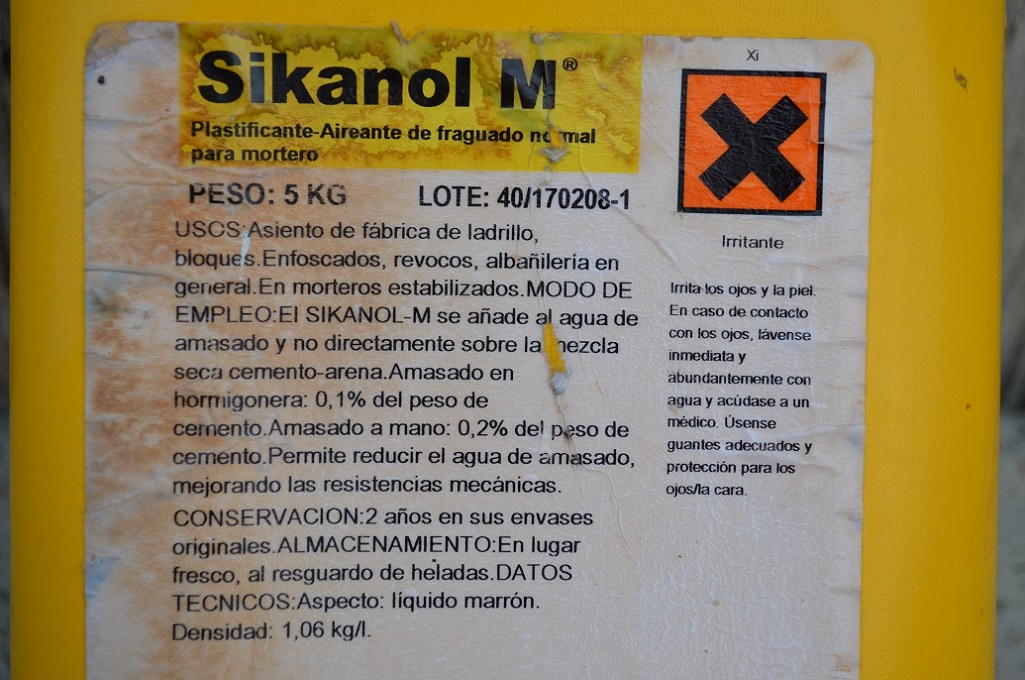 Sikanol M®
Plastificante-Aireante de fraguado normal
para mortero
PESO: 5 KG
LOTE: 40/170208-1
USOS:Asiento de fábrica de ladrillo,
bloques.Enfoscados, revocos, albañilería en
general.En morteros estabilizados.MODO DE
EMPLEO:El SIKANOL-M se añade al agua de
amasado y no directamente sobre la mezcla
seca cemento-arena.Amasado en
hormigonera: 0,1% del peso de
cemento.Amasado a mano: 0,2% del peso de
cemento.Permite reducir el agua de amasado,
mejorando las resistencias mecánicas.
CONSERVACION:2 años en sus envases
originales.ALMACENAMIENTO:En lugar
fresco, al resguardo de heladas.DATOS
TECNICOS:Aspecto: líquido marrón.
Densidad: 1,06 kg/l.
Xi
Irritante
Irrita los ojos y la piel.
En caso de contacto
con los ojos, lávense
inmediata y
abundantemente con
agua y acúdase a un
médico. Úsense
guantes adecuados y
protección para los
ojos/la cara.